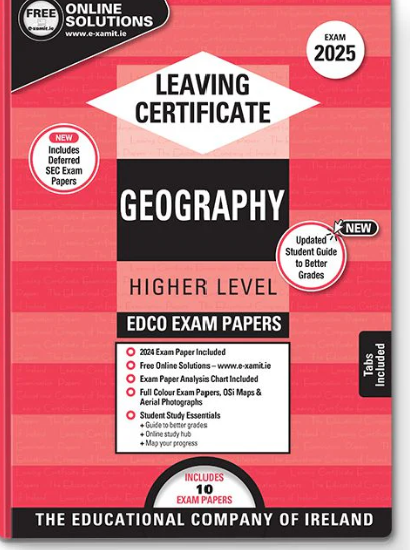 FREE
e-xamit.ie
ONLINE
SOLUTIONS
www.e-xamit.ie
EXAM
2025
LEAVING
CERTIFICATE
NEW
Includes
Deferred
SEC Exam
Papers
GEOGRAPHY
NEW
Updated
Student Guide
to Better
Grades
HIGHER LEVEL
EDCO EXAM PAPERS
2024 Exam Paper Included
Free Online Solutions – www.e-xamit.ie
Exam Paper Analysis Chart Included
Full Colour Exam Papers, OSi Maps &
Aerial Photographs
Student Study Essentials
+ Guide to better grades
+ Online study hub
+ Map your progress
Tabs
Included
INCLUDES
10
EXAM PAPERS
THE EDUCATIONAL COMPANY OF IRELAND